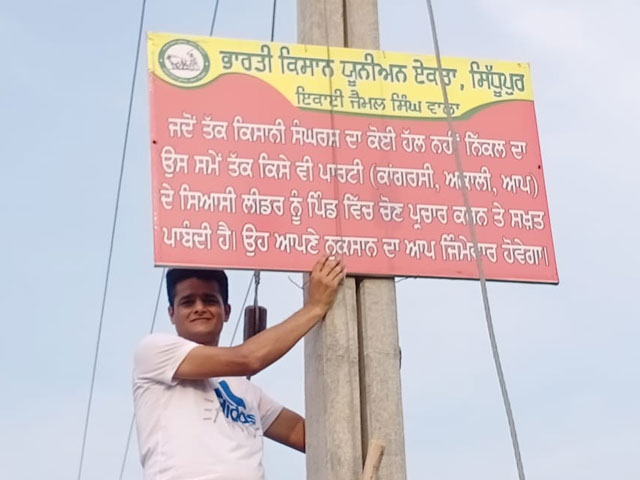 ਭਾਰਤੀ ਕਿਸਾਨ ਯੂਨੀਅਨ ਏਕਤਾ, ਸਿੱਧੂਪੁਰ
ਇਕਾਈ ਜੈਮਲ ਸਿੰਘ ਵਾਲਾ
ਜਦੋਂ ਤੱਕ ਕਿਸਾਨੀ ਸੰਘਰਸ਼ ਦਾ ਕੋਈ ਹੱਲ ਨਹੀਂ ਨਿੱਕਲ ਦਾ
ਉਸ ਸਮੇਂ ਤੱਕ ਕਿਸੇ ਵੀ ਪਾਰਟੀ (ਕਾਂਗਰਸੀ, ਅਕਾਲੀ, ਆਪ)
ਦੇ ਸਿਆਸੀ ਲੀਡਰ ਨੂੰ ਪਿੰਡ ਵਿੱਚ ਚੋਣ ਪ੍ਰਚਾਰ ਕਰਨ ਤੇ ਸਖ਼ਤ
ਪਾਬੰਦੀ ਹੈ। ਉਹ ਆਪਣੇ ਨੁਕਸਾਨ ਦਾ ਆਪ ਜਿੰਮੇਵਾਰ ਹੋਵੇਗਾ।